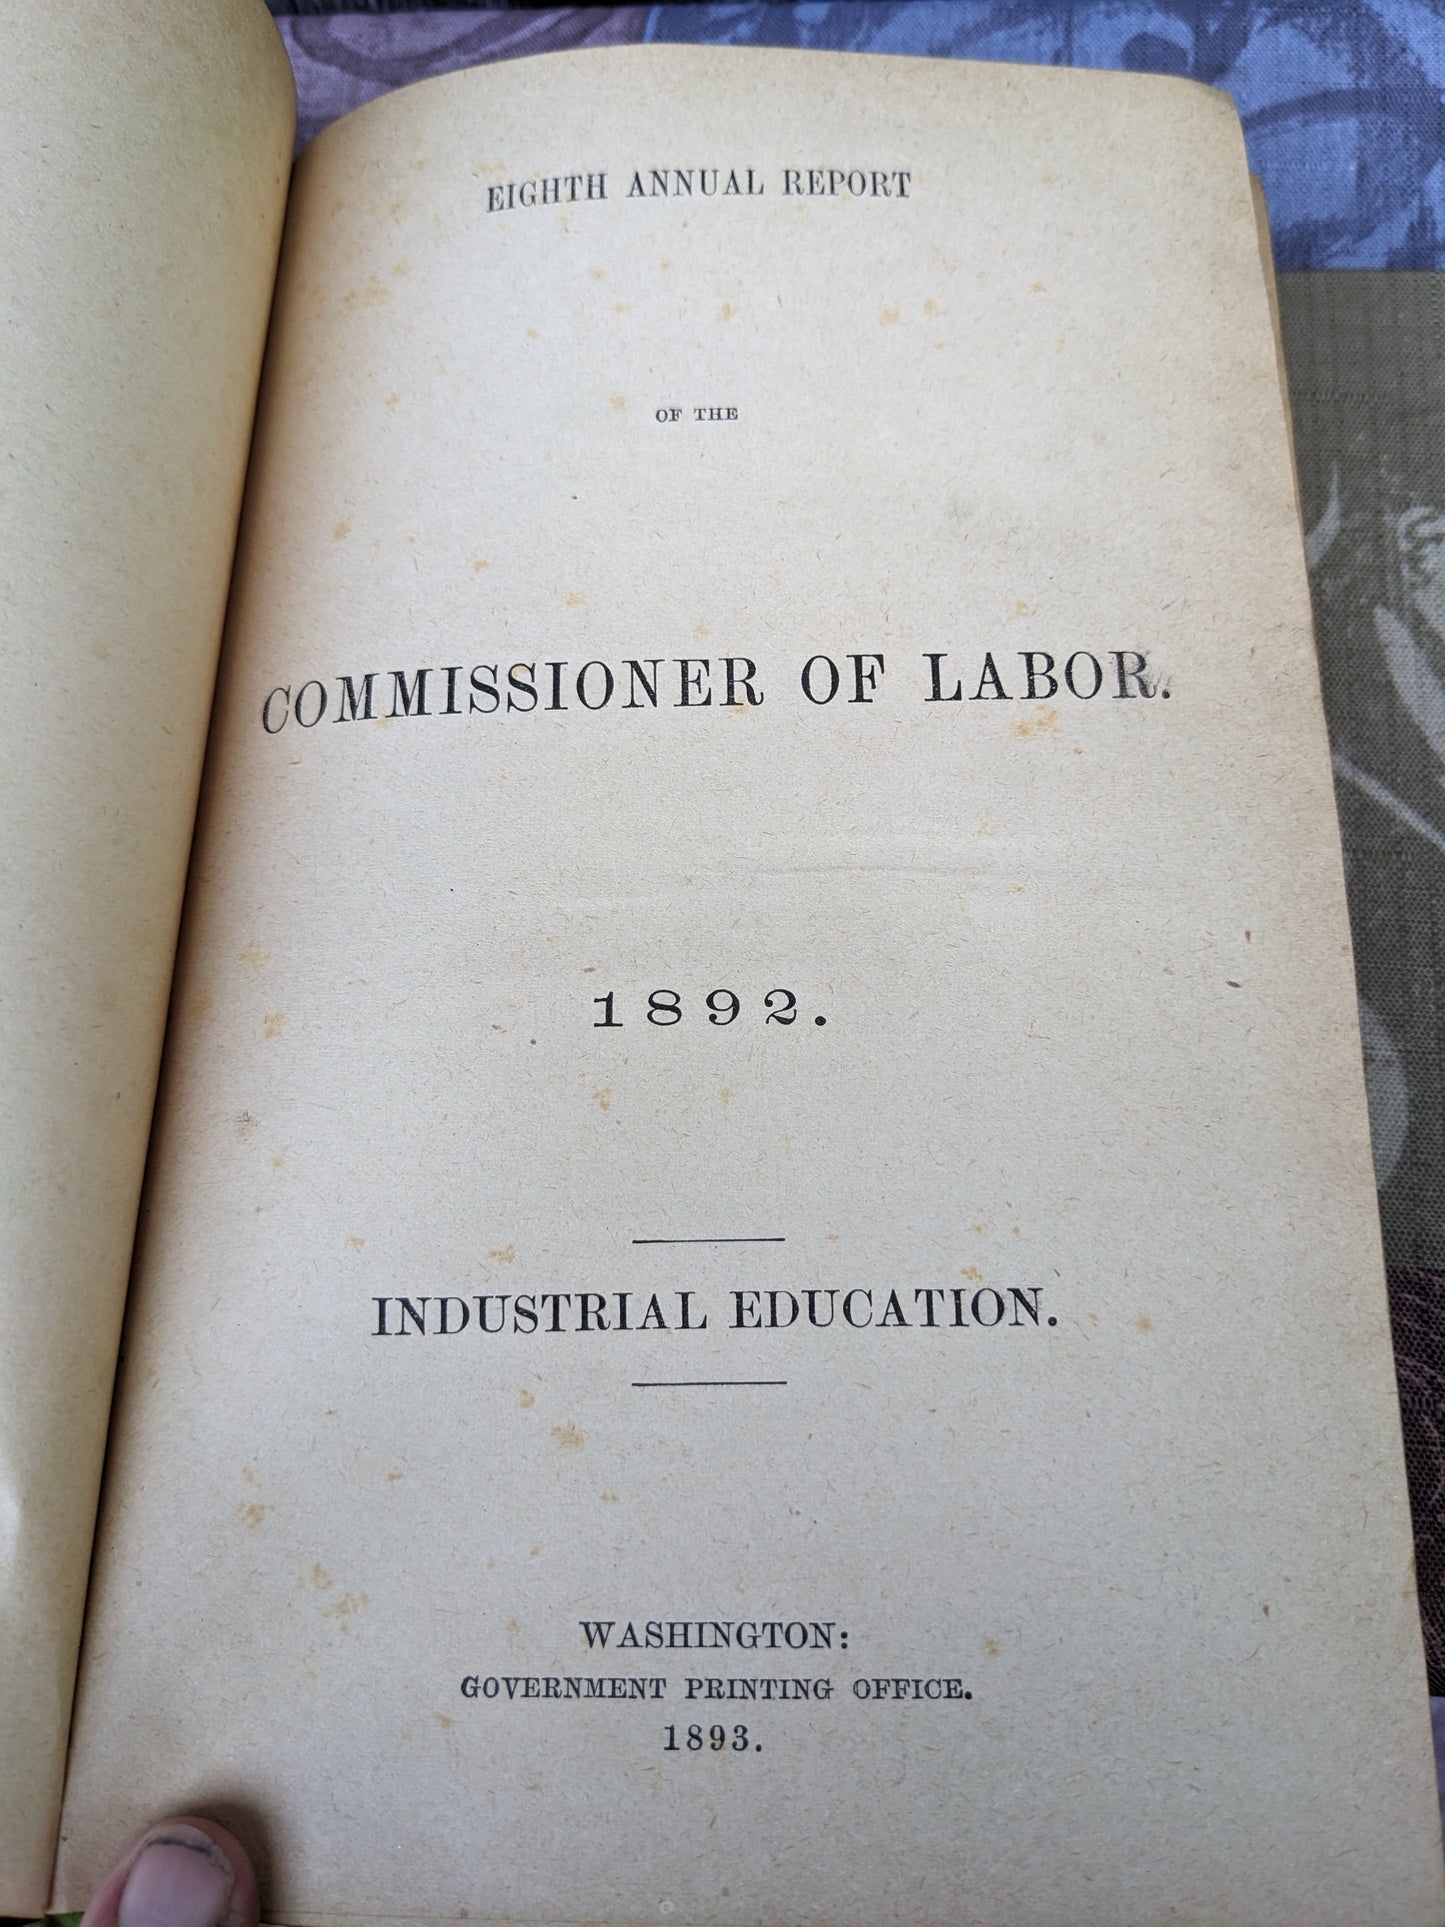 EIGHTH ANNUAL REPORT
OF THE
COMMISSIONER OF LABOR.
1892.
INDUSTRIAL EDUCATION.
WASHINGTON:
GOVERNMENT PRINTING OFFICE.
1893.